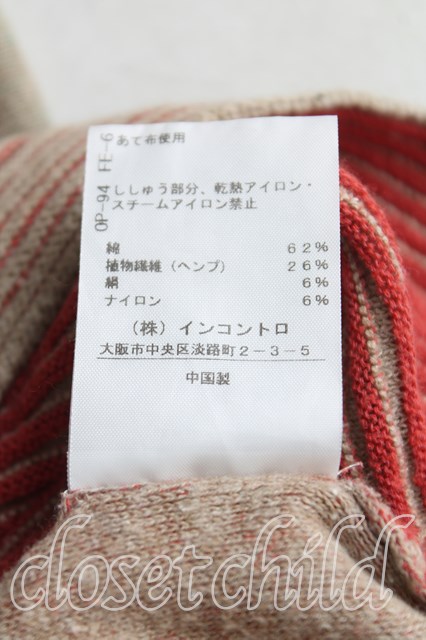 あて布使用
ししゅう部分、乾熱アイロン・
スチームアイロン禁止
綿 62%
植物繊維（ヘンプ） 26%
絹 6%
ナイロン 6%
（株）インコントロ
大阪市中央区淡路町2-3-5
中国製
OP-94 FE-6
closet child